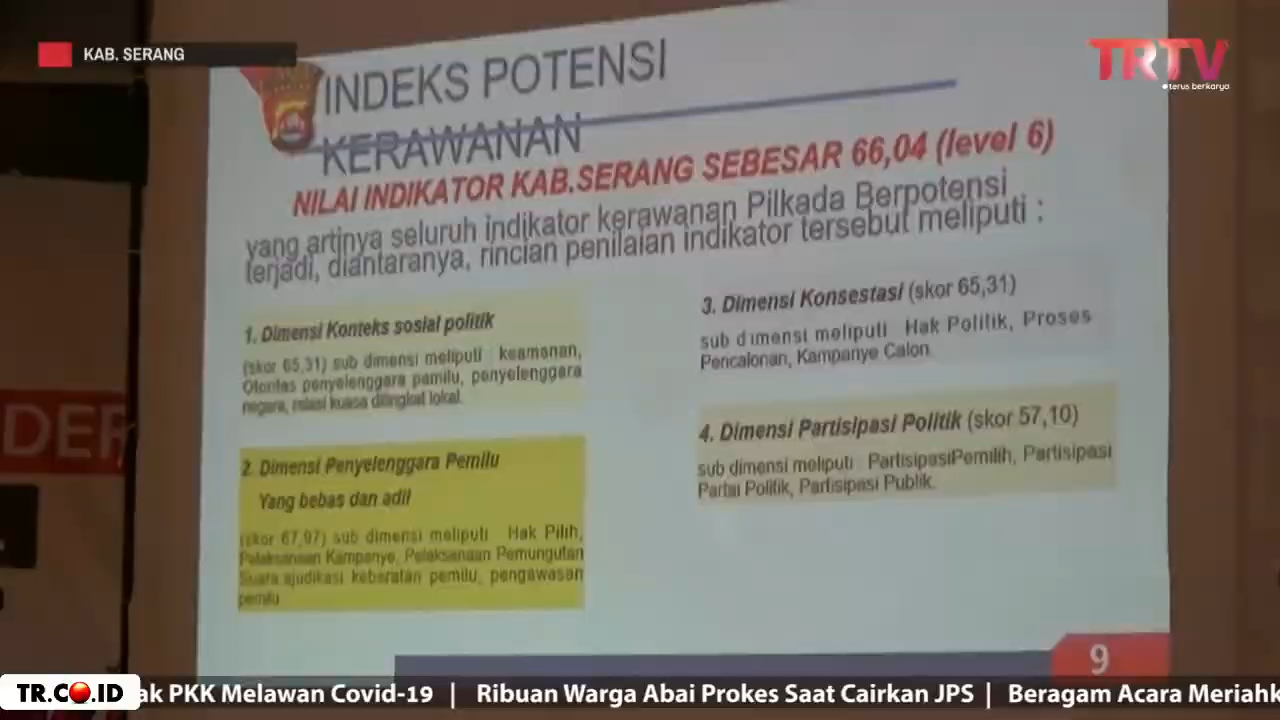 KAB. SERANG
TRTV
terus berkarya
INDEKS POTENSI
KERAWANAN
NILAI INDIKATOR KAB.SERANG SEBESAR 66,04 (level 6)
yang artinya seluruh indikator kerawanan Pilkada Berpotensi
terjadi, diantaranya, rincian penilaian indikator tersebut meliputi :
1. Dimensi Konteks sosial politik
(skor 65,31) sub dimensi meliputi : keamanan,
Otoritas penyelenggara pemilu, penyelenggara
negara, relasi kuasa ditingkat lokal.
2. Dimensi Penyelenggara Pemilu
Yang bebas dan adil
(skor 67,97) sub dimensi meliputi : Hak Pilih,
Pelaksanaan Kampanye, Pelaksanaan Pemungutan
Suara ajudikasi keberatan pemilu, pengawasan
pemilu
3. Dimensi Konsestasi (skor 65,31)
sub dimensi meliputi : Hak Politik, Proses
Pencalonan, Kampanye Calon.
4. Dimensi Partisipasi Politik (skor 57,10)
sub dimensi meliputi : PartisipasiPemilih, Partisipasi
Partai Politik, Partisipasi Publik.
9
DER
TR.CO.ID
ak PKK Melawan Covid-19 | Ribuan Warga Abai Prokes Saat Cairkan JPS | Beragam Acara Meriahk